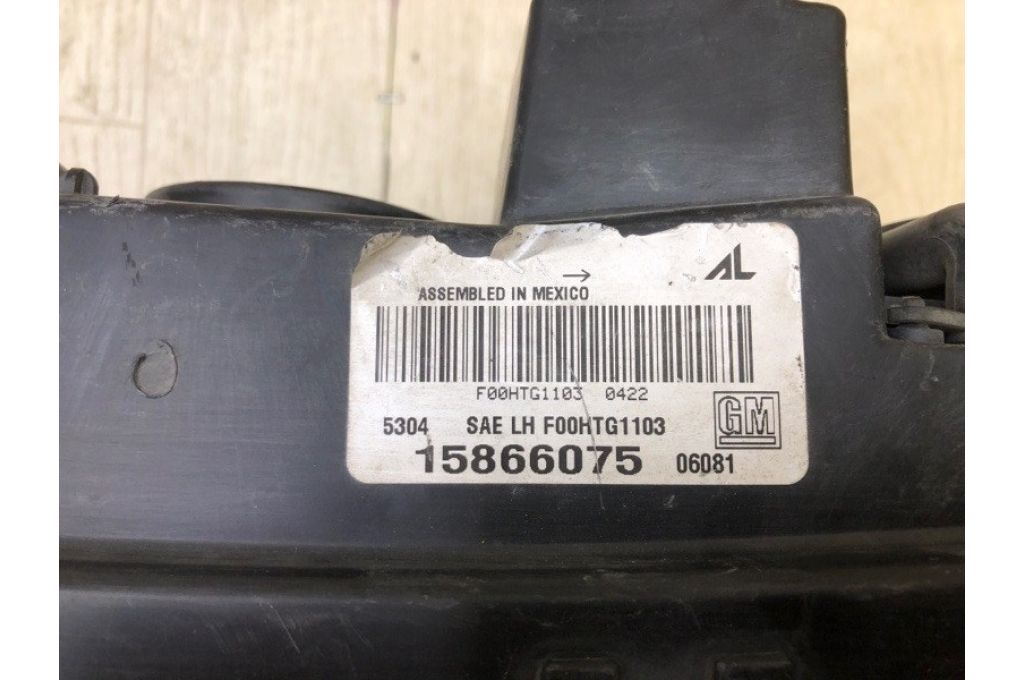 →
AL
ASSEMBLED IN MEXICO
F00HTG1103 0422
5304 SAE LH F00HTG1103
GM
15866075 06081